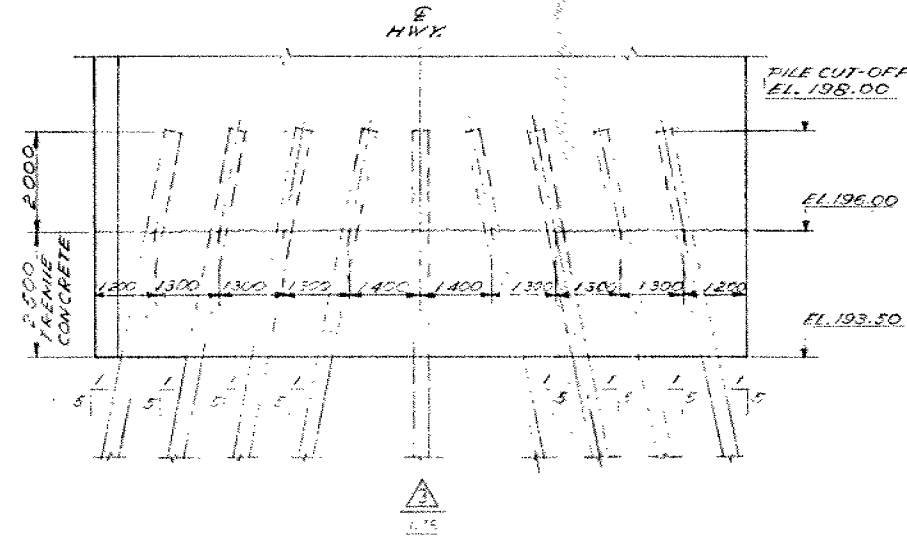 ℄
HWY.
PILE CUT-OFF
EL. 198.00
2000
EL. 196.00
2500
TREMIE
CONCRETE
1200 1300 1300 1300 1400 1400 1300 1300 1300 1200
EL. 193.50
1 1 1 1 1 1 1 1
5 5 5 5 5 5 5 5
3